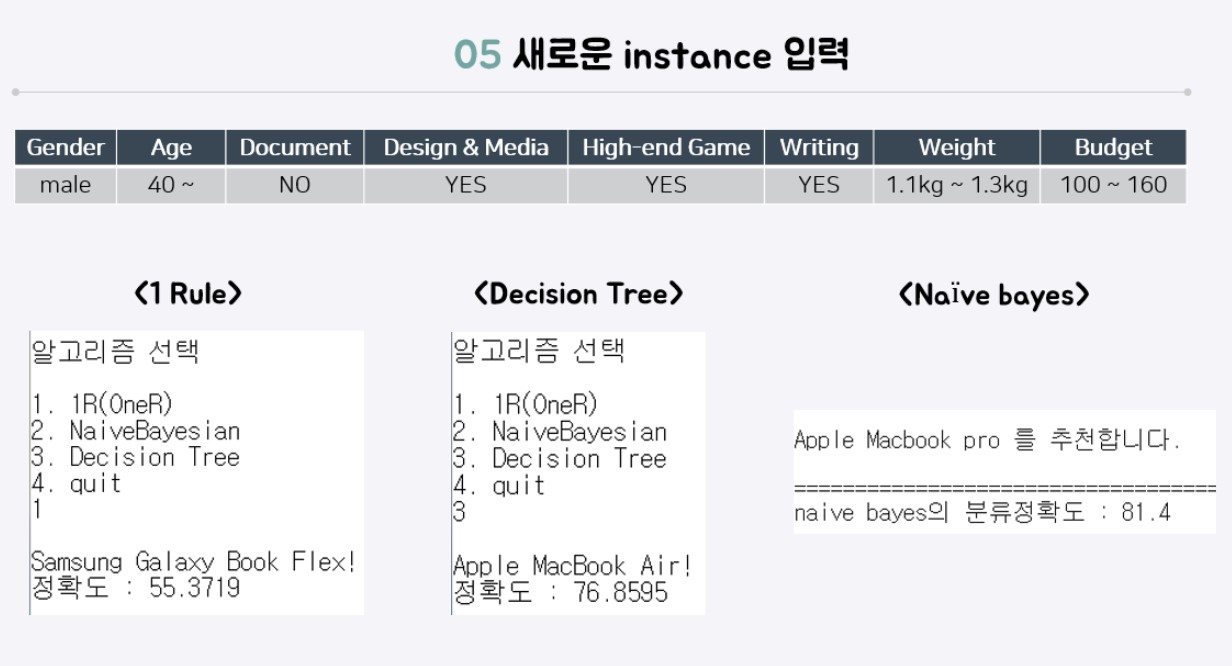 05 새로운 instance 입력
Gender Age Document Design & Media High-end Game Writing Weight Budget
male 40 ~ NO YES YES YES 1.1kg ~ 1.3kg 100 ~ 160
<1 Rule>
알고리즘 선택
1. 1R(OneR)
2. NaiveBayesian
3. Decision Tree
4. quit
1
Samsung Galaxy Book Flex!
정확도 : 55.3719
<Decision Tree>
알고리즘 선택
1. 1R(OneR)
2. NaiveBayesian
3. Decision Tree
4. quit
3
Apple MacBook Air!
정확도 : 76.8595
<Naïve bayes>
Apple Macbook pro 를 추천합니다.
===================================
naive bayes의 분류정확도 : 81.4